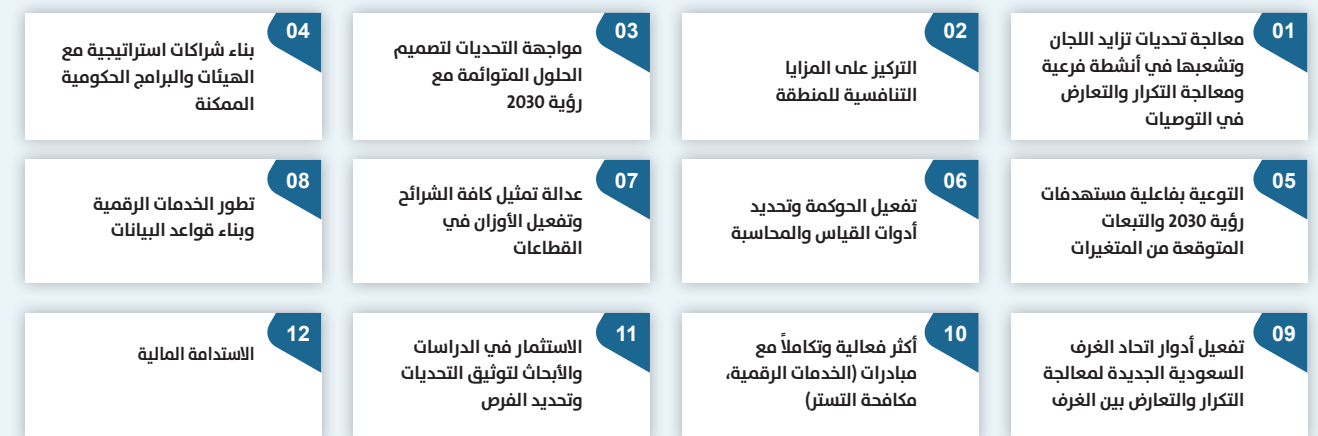 01
معالجة تحديات تزايد اللجان
وتشعبها في أنشطة فرعية
ومعالجة التكرار والتعارض
في التوصيات
02
التركيز على المزايا
التنافسية للمنطقة
03
مواجهة التحديات لتصميم
الحلول المتوائمة مع
رؤية 2030
04
بناء شراكات استراتيجية مع
الهيئات والبرامج الحكومية
الممكنة
05
التوعية بفاعلية مستهدفات
رؤية 2030 والتبعات
المتوقعة من المتغيرات
06
تفعيل الحوكمة وتحديد
أدوات القياس والمحاسبة
07
عدالة تمثيل كافة الشرائح
وتفعيل الأوزان في
القطاعات
08
تطور الخدمات الرقمية
وبناء قواعد البيانات
09
تفعيل أدوار اتحاد الغرف
السعودية الجديدة لمعالجة
التكرار والتعارض بين الغرف
10
أكثر فعالية وتكاملاً مع
مبادرات (الخدمات الرقمية،
مكافحة التستر)
11
الاستثمار في الدراسات
والأبحاث لتوثيق التحديات
وتحديد الفرص
12
الاستدامة المالية